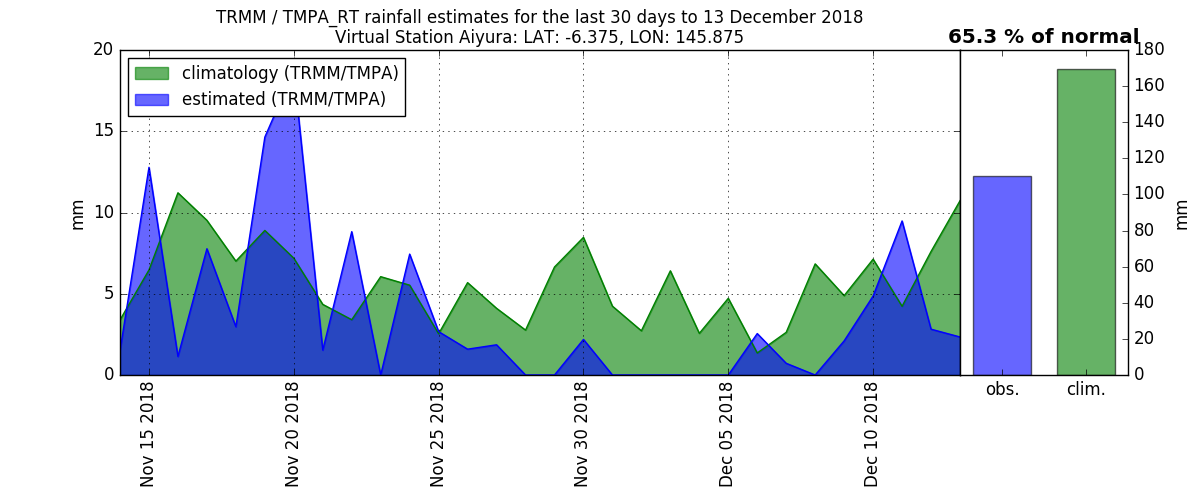 TRMM / TMPA_RT rainfall estimates for the last 30 days to 13 December 2018
Virtual Station Aiyura: LAT: -6.375, LON: 145.875
65.3 % of normal
climatology (TRMM/TMPA)
estimated (TRMM/TMPA)
20
15
10
5
0
mm
Nov 15 2018
Nov 20 2018
Nov 25 2018
Nov 30 2018
Dec 05 2018
Dec 10 2018
180
160
140
120
100
80
60
40
20
0
mm
obs.
clim.